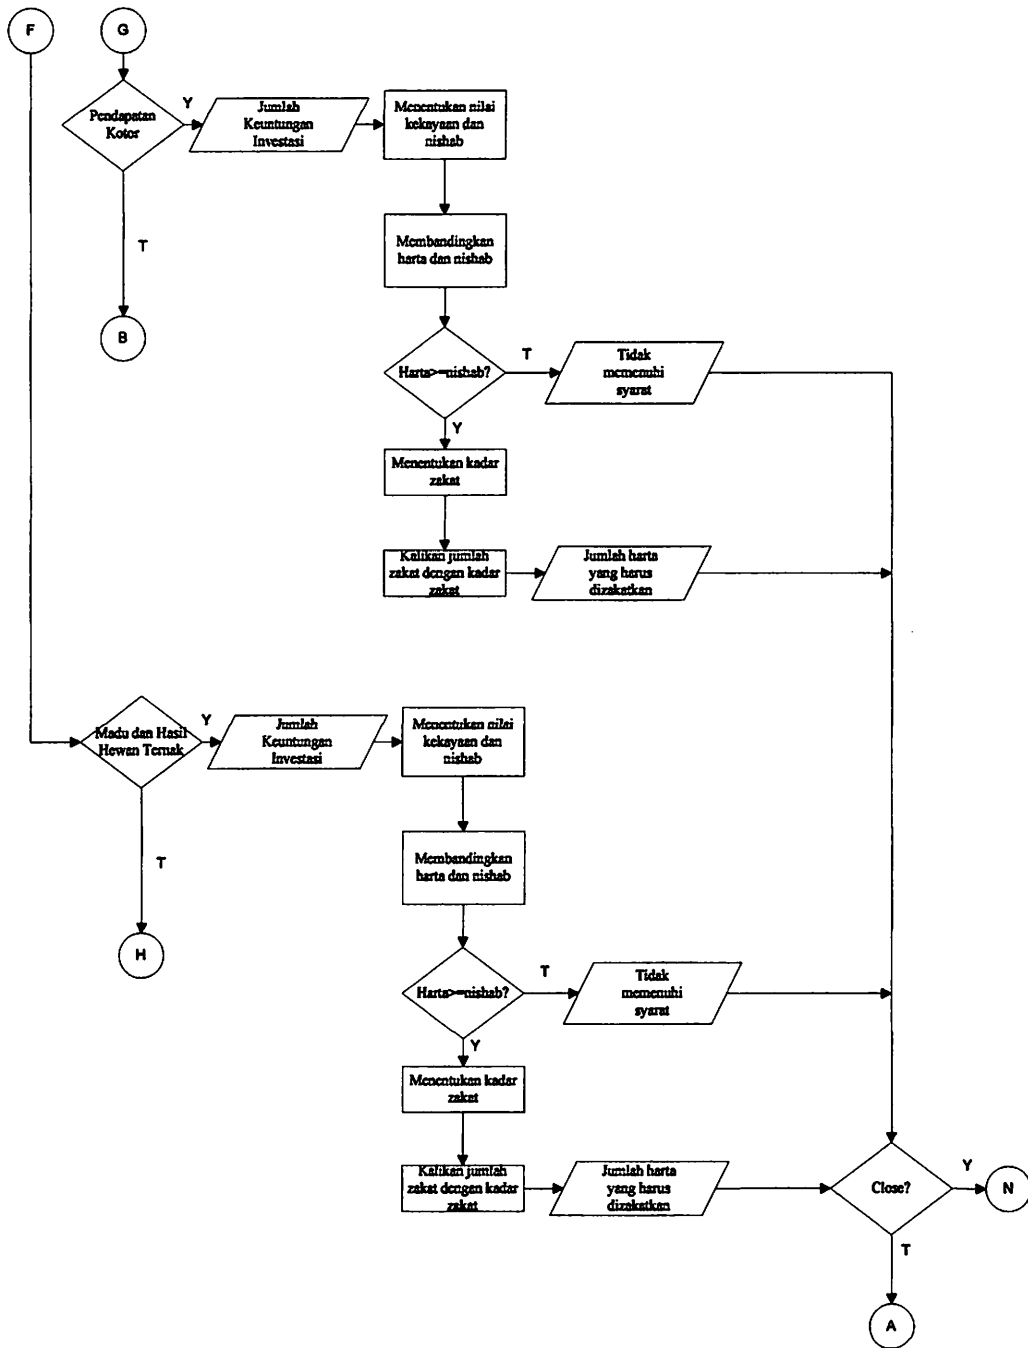 F
G
Pendapatan
Kotor
Y
Jumlah
Keuntungan
Investasi
Menentukan nilai
kekayaan dan
nishab
T
B
Membandingkan
harta dan nishab
Harta>=nishab?
T
Tidak
memenuhi
syarat
Y
Menentukan kadar
zakat
Kalikan jumlah
zakat dengan kadar
zakat
Jumlah harta
yang harus
dizakatkan
Madu dan Hasil
Hewan Ternak
Y
Jumlah
Keuntungan
Investasi
Menentukan nilai
kekayaan dan
nishab
T
H
Membandingkan
harta dan nishab
Harta>=nishab?
T
Tidak
memenuhi
syarat
Y
Menentukan kadar
zakat
Kalikan jumlah
zakat dengan kadar
zakat
Jumlah harta
yang harus
dizakatkan
Close?
Y
N
T
A